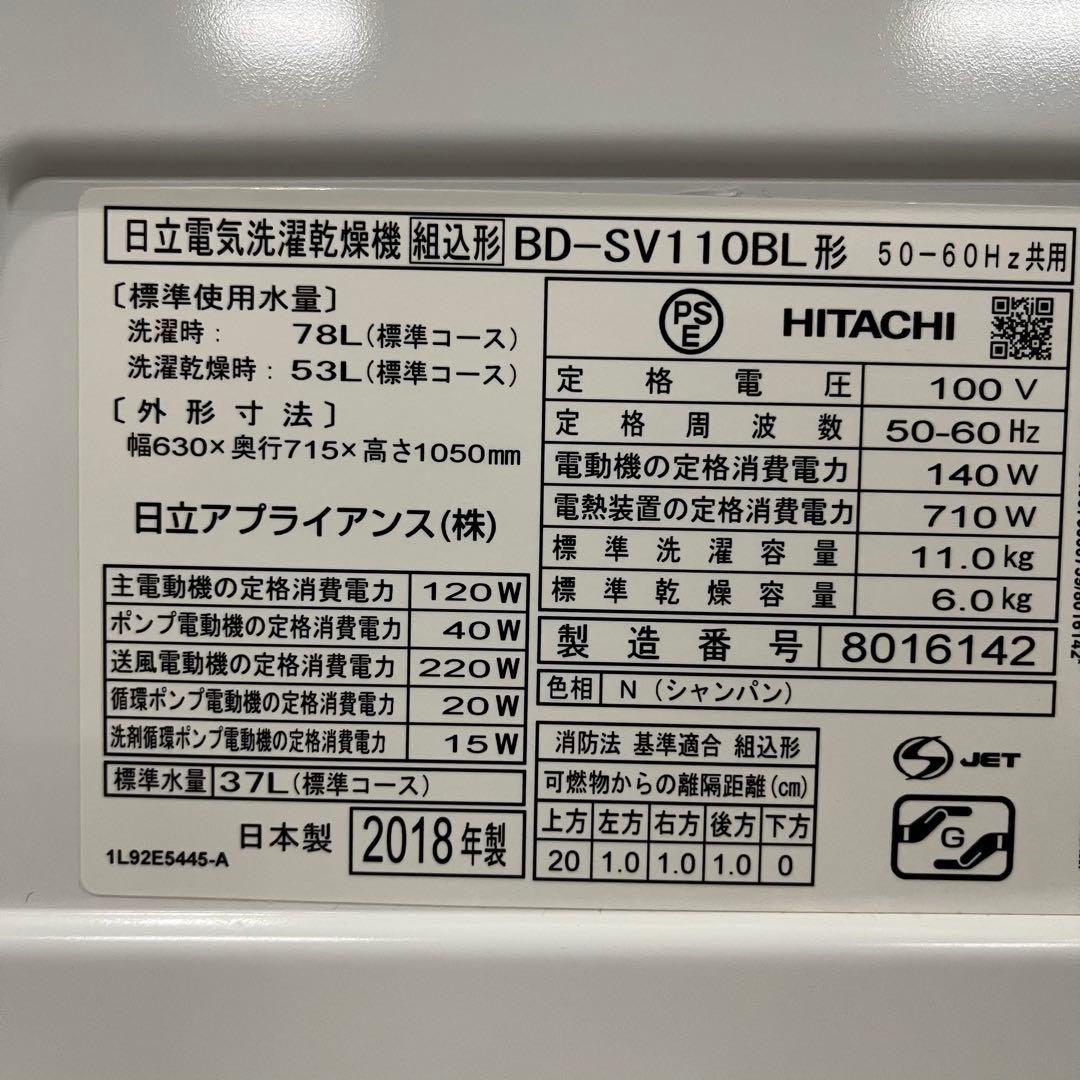 日立電気洗濯乾燥機 組込形 BD-SV110BL形 50-60Hz共用
〔標準使用水量〕
洗濯時： 78L(標準コース)
洗濯乾燥時：53L(標準コース)
〔外形寸法〕
幅630×奥行715×高さ1050mm
日立アプライアンス(株)
主電動機の定格消費電力 120W
ポンプ電動機の定格消費電力 40W
送風電動機の定格消費電力 220W
循環ポンプ電動機の定格消費電力 20W
洗剤循環ポンプ電動機の定格消費電力 15W
標準水量 37L(標準コース)
1L92E5445-A
日本製 2018年製
PSE HITACHI
定格電圧 100V
定格周波数 50-60Hz
電動機の定格消費電力 140W
電熱装置の定格消費電力 710W
標準洗濯容量 11.0kg
標準乾燥容量 6.0kg
製造番号 8016142
色相 N（シャンパン）
消防法 基準適合 組込形
可燃物からの離隔距離(cm)
上方 左方 右方 後方 下方
20 1.0 1.0 1.0 0
JET
G